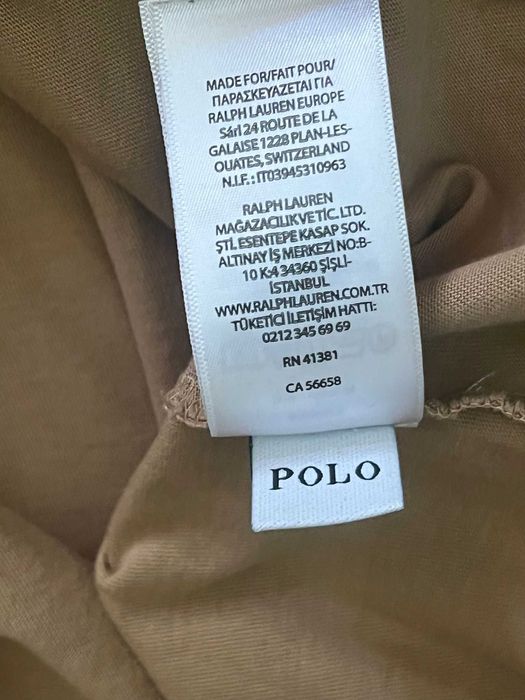 MADE FOR/FAIT POUR/
ΠΑΡΑΣΚΕΥΑΖΕΤΑΙ ΓΙΑ
RALPH LAUREN EUROPE
Sárl 24 ROUTE DE LA
GALAISE 1228 PLAN-LES-
OUATES, SWITZERLAND
N.I.F.: IT03945310963
RALPH LAUREN
MAĞAZACILIK VE TİC. LTD.
ŞTİ. ESENTEPE KASAP SOK.
ALTINAY İŞ MERKEZİ NO:B-
10 K:4 34360 ŞİŞLİ-
İSTANBUL
WWW.RALPHLAUREN.COM.TR
TÜKETİCİ İLETİŞİM HATTI:
0212 345 69 69
RN 41381
CA 56658
POLO